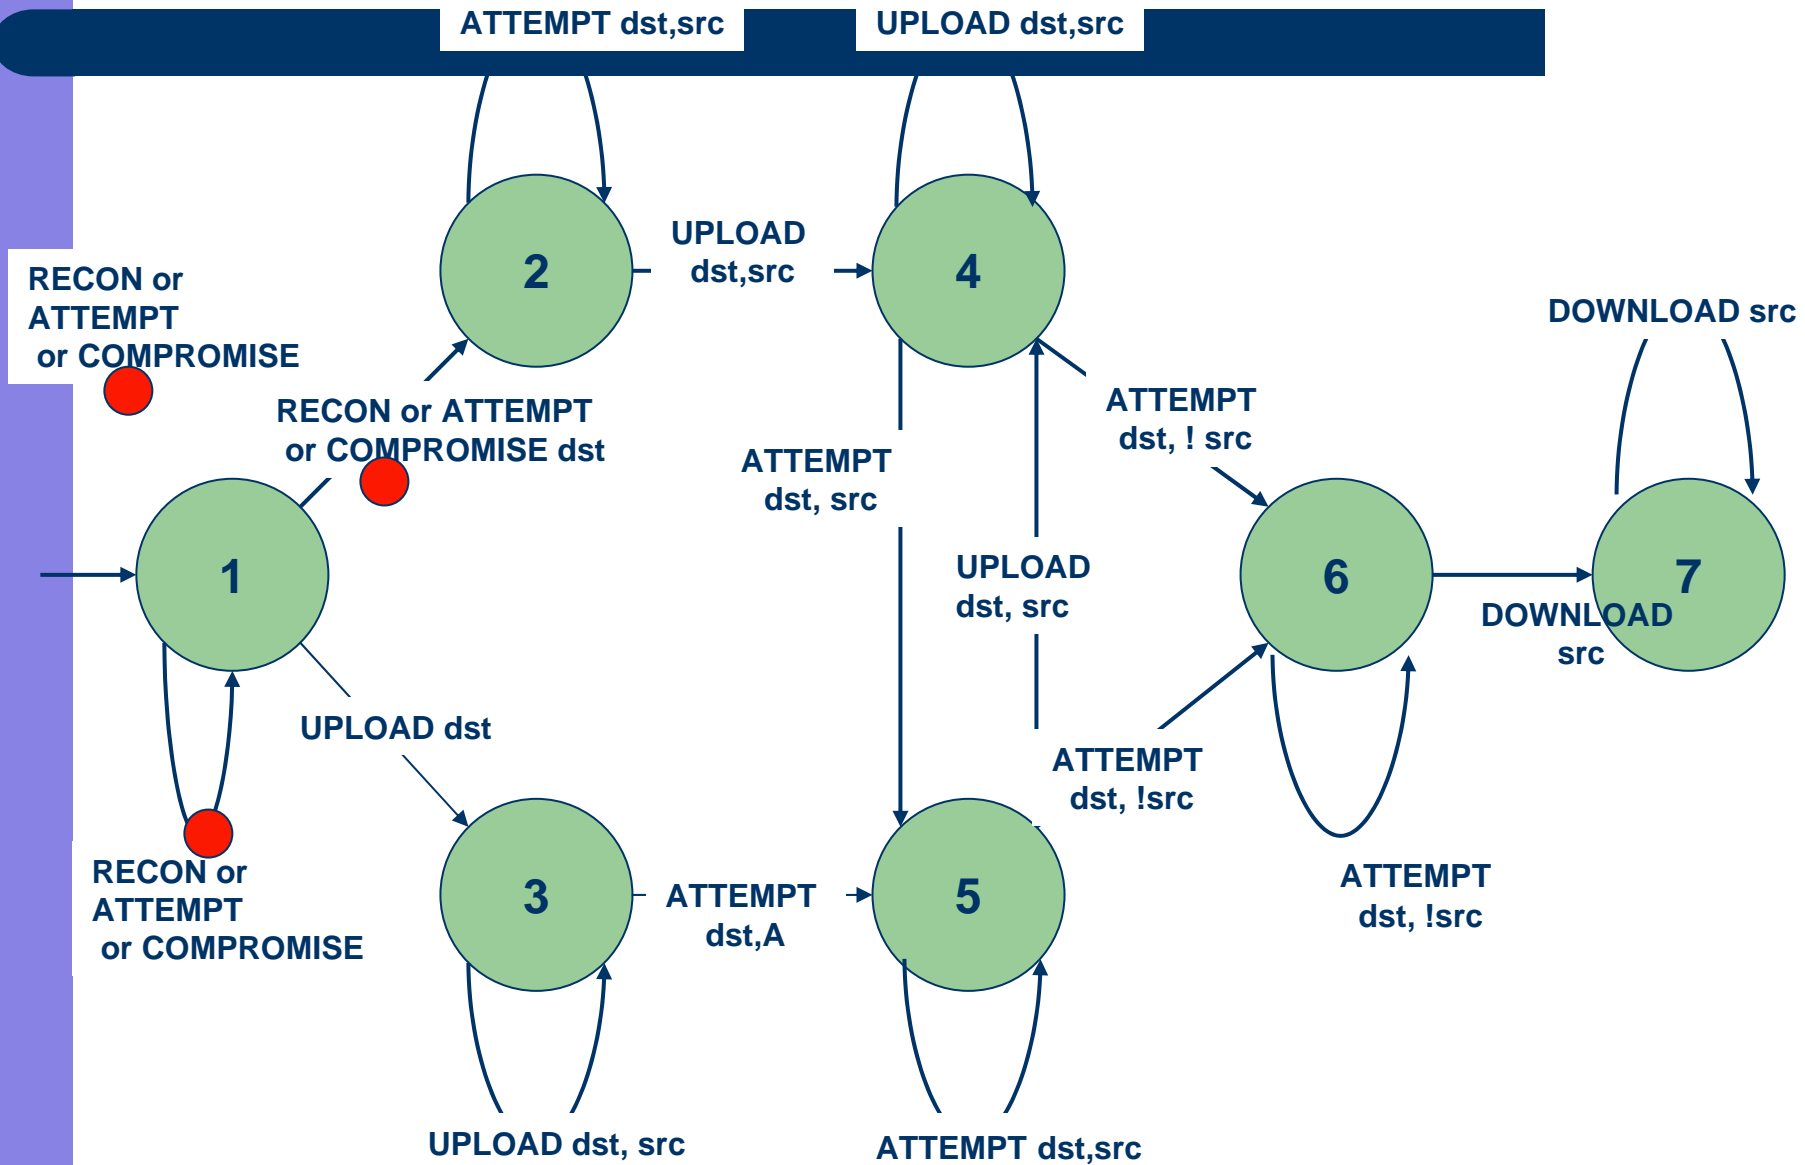 ATTEMPT dst,src
UPLOAD dst,src
UPLOAD
dst,src
2
4
RECON or
ATTEMPT
or COMPROMISE
DOWNLOAD src
RECON or ATTEMPT
or COMPROMISE dst
ATTEMPT
dst, ! src
ATTEMPT
dst, src
1
UPLOAD
dst, src
6
7
DOWNLOAD
src
UPLOAD dst
ATTEMPT
dst, !src
RECON or
ATTEMPT
or COMPROMISE
3
ATTEMPT
dst,A
5
ATTEMPT
dst, !src
UPLOAD dst, src
ATTEMPT dst,src